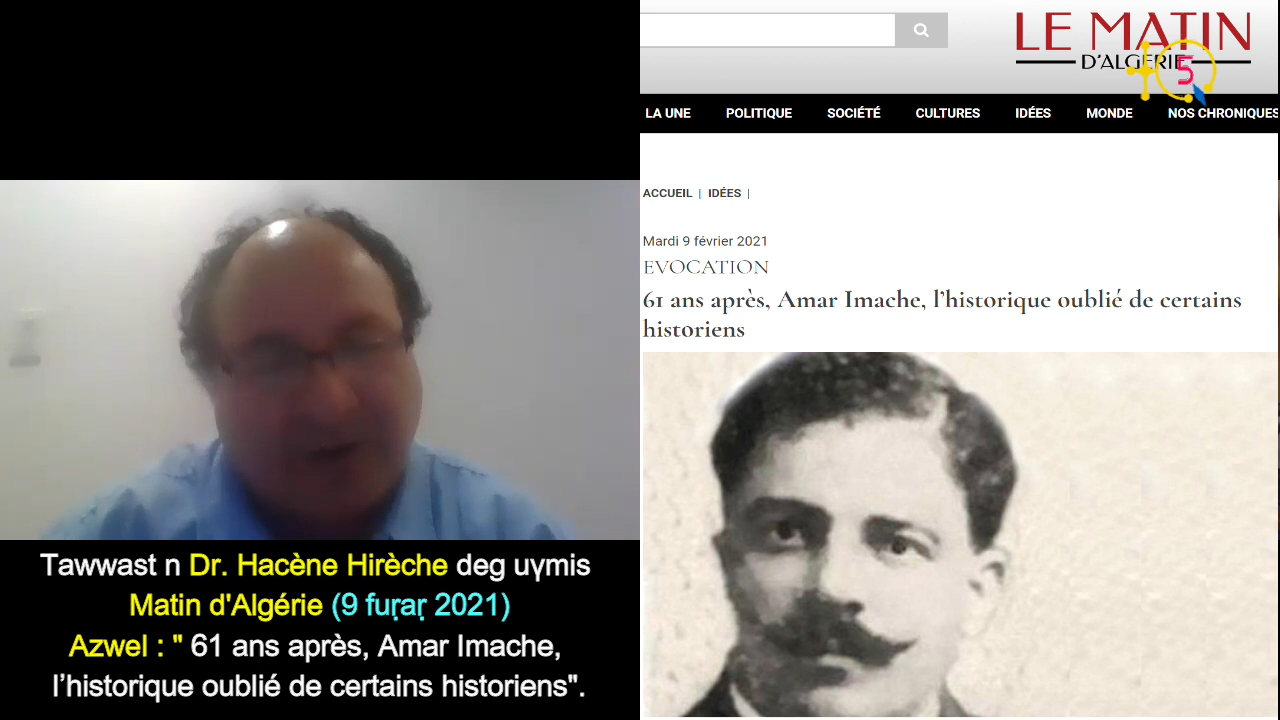 LE MATIN
D'ALGERIE
5
LA UNE POLITIQUE SOCIÉTÉ CULTURES IDÉES MONDE NOS CHRONIQUES
ACCUEIL | IDÉES |
Mardi 9 février 2021
EVOCATION
61 ans après, Amar Imache, l’historique oublié de certains
historiens
Tawwast n Dr. Hacène Hirèche deg uɣmis
Matin d'Algérie (9 fuṛaṛ 2021)
Azwel : " 61 ans après, Amar Imache,
l’historique oublié de certains historiens".